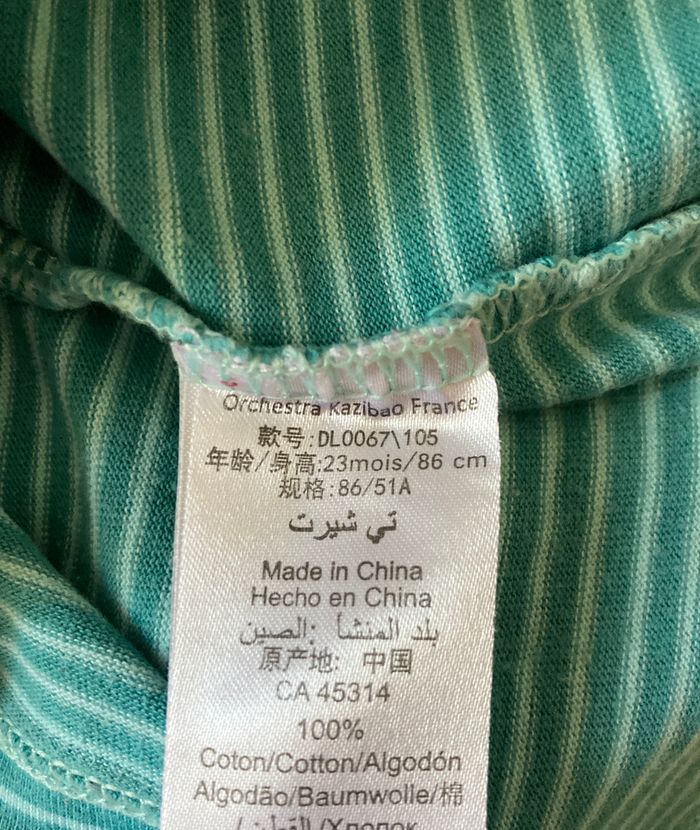 Orchestra Kazibao France
款号:DL0067\105
年龄/身高:23mois/86 cm
规格:86/51A
تي شيرت
Made in China
Hecho en China
بلد المنشأ :الصين
原产地: 中国
CA 45314
100%
Coton/Cotton/Algodón
Algodão/Baumwolle/棉
/القطن/Хлопок